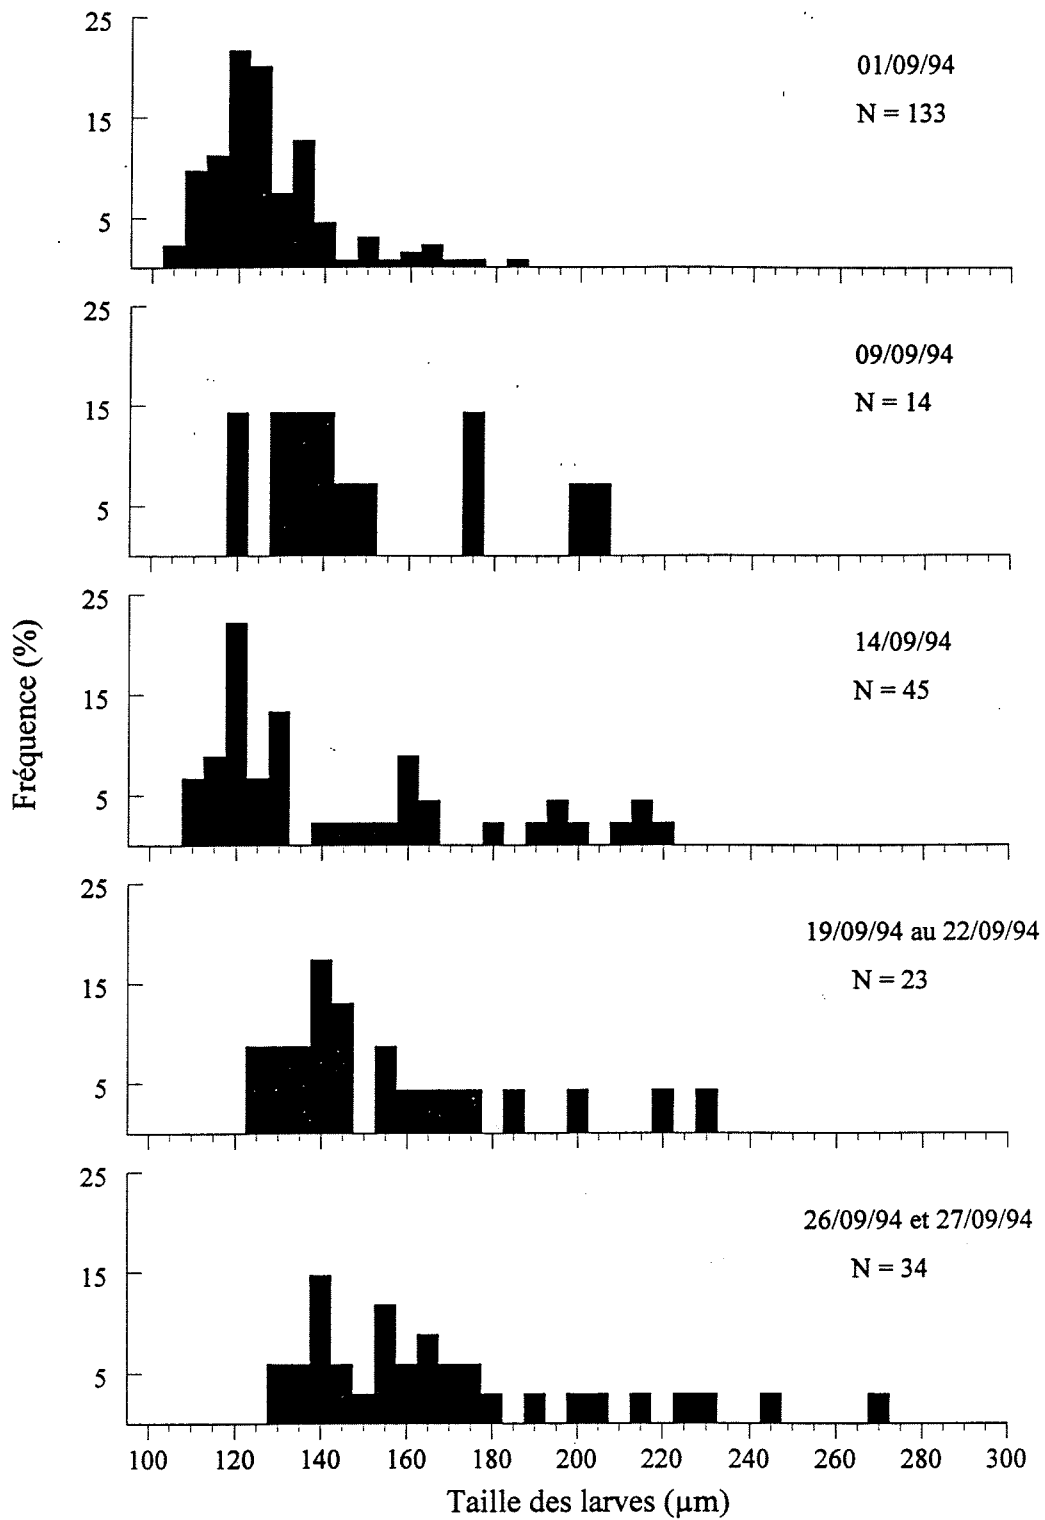 25
15
5
01/09/94
N = 133
25
15
5
09/09/94
N = 14
Fréquence (%)
25
15
5
14/09/94
N = 45
25
15
5
19/09/94 au 22/09/94
N = 23
25
15
5
26/09/94 et 27/09/94
N = 34
100 120 140 160 180 200 220 240 260 280 300
Taille des larves (µm)